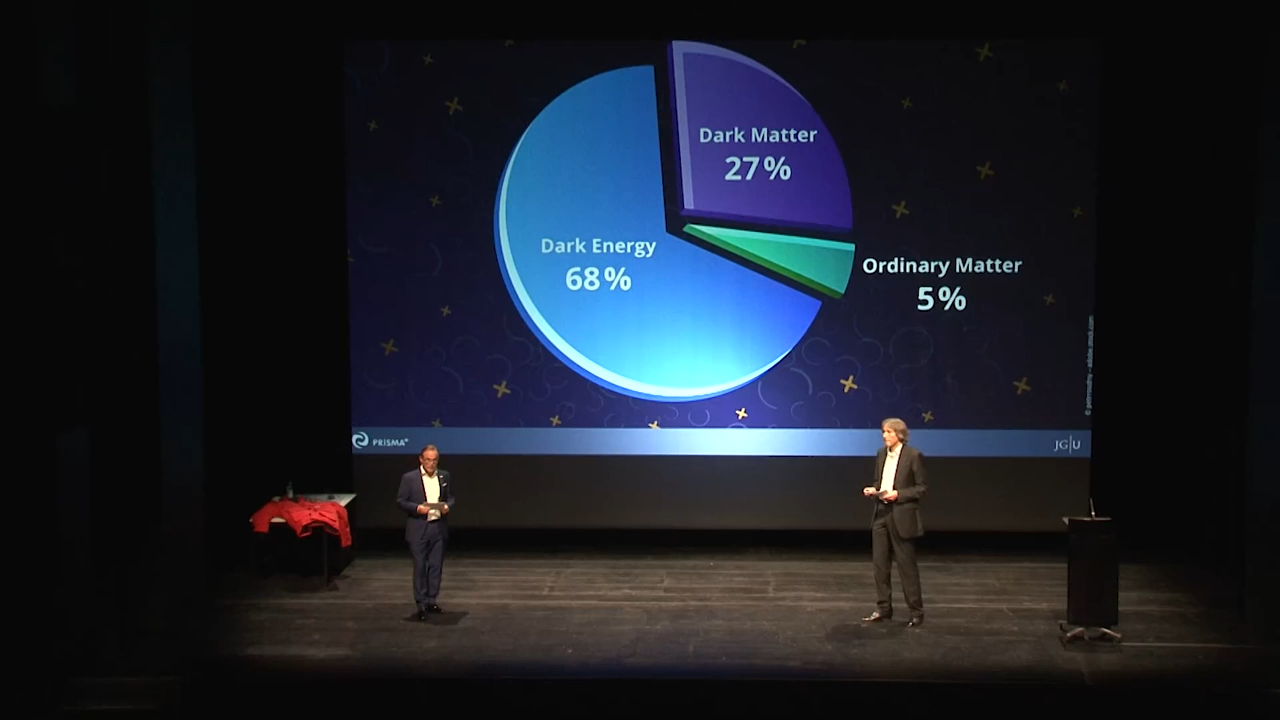 Dark Matter
27%
Dark Energy
68%
Ordinary Matter
5%
PRISMA+
JG|U